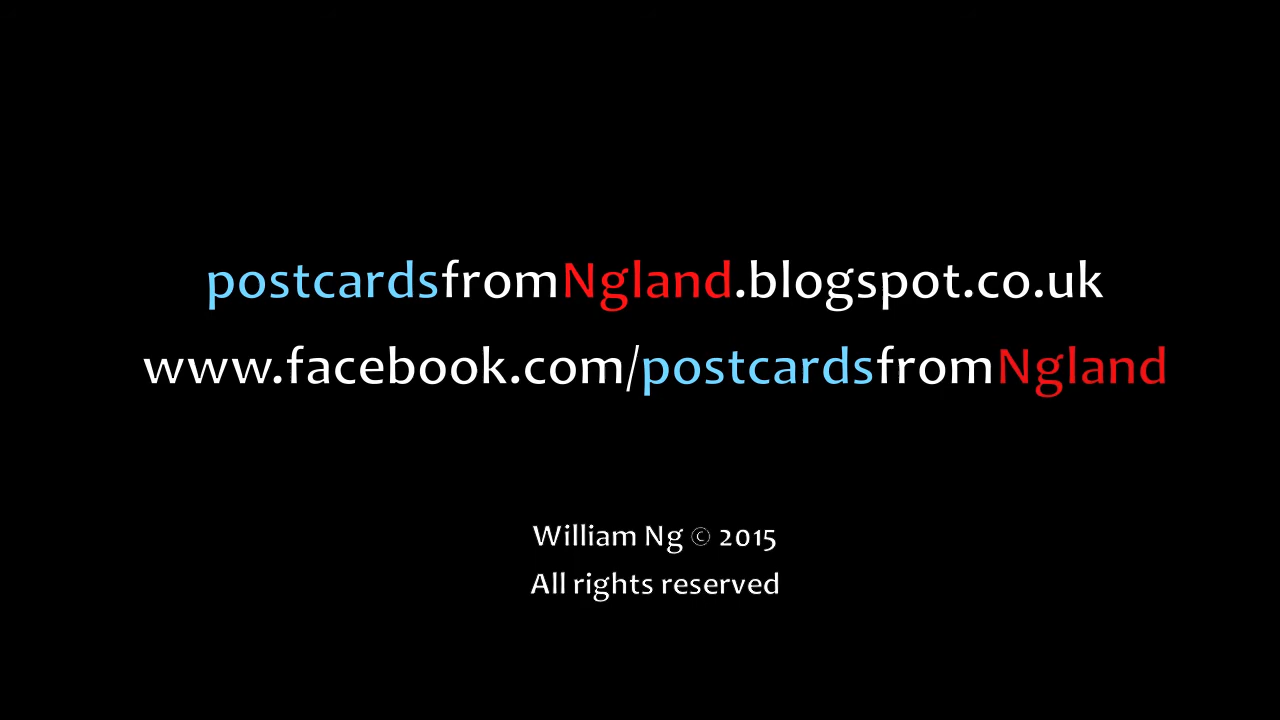 postcardsfromNgland.blogspot.co.uk
www.facebook.com/postcardsfromNgland
William Ng © 2015
All rights reserved